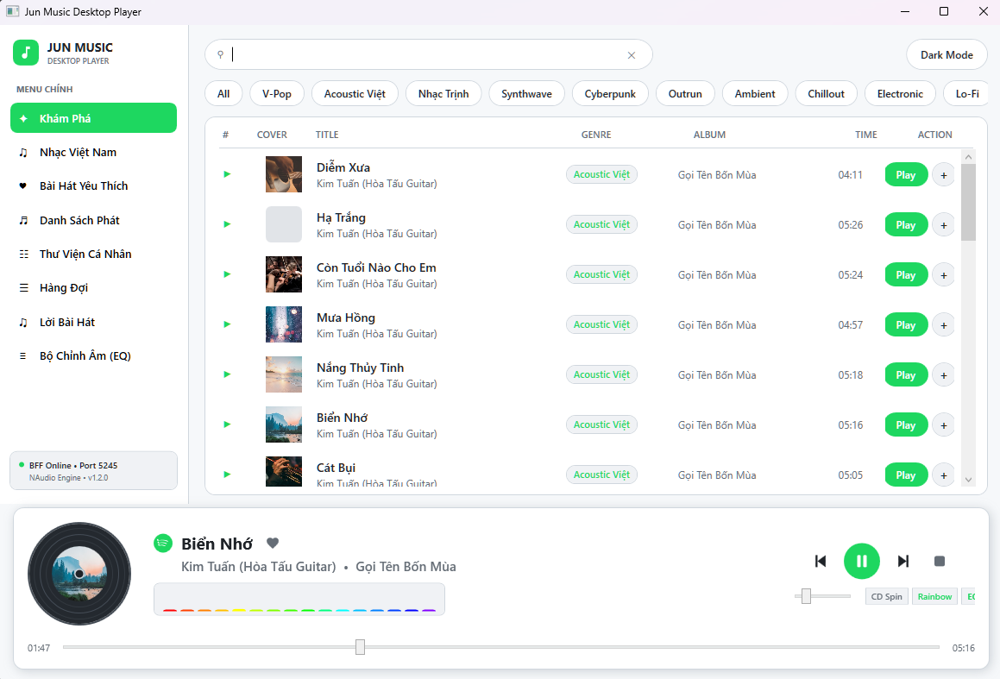 Jun Music Desktop Player
JUN MUSIC
DESKTOP PLAYER
MENU CHÍNH
Khám Phá
Nhạc Việt Nam
Bài Hát Yêu Thích
Danh Sách Phát
Thư Viện Cá Nhân
Hàng Đợi
Lời Bài Hát
Bộ Chỉnh Âm (EQ)
BFF Online • Port 5245
NAudio Engine • v1.2.0
Dark Mode
All V-Pop Acoustic Việt Nhạc Trịnh Synthwave Cyberpunk Outrun Ambient Chillout Electronic Lo-Fi
# COVER TITLE GENRE ALBUM TIME ACTION
Diễm Xưa
Kim Tuấn (Hòa Tấu Guitar) Acoustic Việt Gọi Tên Bốn Mùa 04:11 Play +
Hạ Trắng
Kim Tuấn (Hòa Tấu Guitar) Acoustic Việt Gọi Tên Bốn Mùa 05:26 Play +
Còn Tuổi Nào Cho Em
Kim Tuấn (Hòa Tấu Guitar) Acoustic Việt Gọi Tên Bốn Mùa 05:24 Play +
Mưa Hồng
Kim Tuấn (Hòa Tấu Guitar) Acoustic Việt Gọi Tên Bốn Mùa 04:57 Play +
Nắng Thủy Tinh
Kim Tuấn (Hòa Tấu Guitar) Acoustic Việt Gọi Tên Bốn Mùa 05:18 Play +
Biển Nhớ
Kim Tuấn (Hòa Tấu Guitar) Acoustic Việt Gọi Tên Bốn Mùa 05:16 Play +
Cát Bụi
Kim Tuấn (Hòa Tấu Guitar) Acoustic Việt Gọi Tên Bốn Mùa 05:05 Play +
Biển Nhớ
Kim Tuấn (Hòa Tấu Guitar) • Gọi Tên Bốn Mùa
CD Spin Rainbow
01:47 05:16